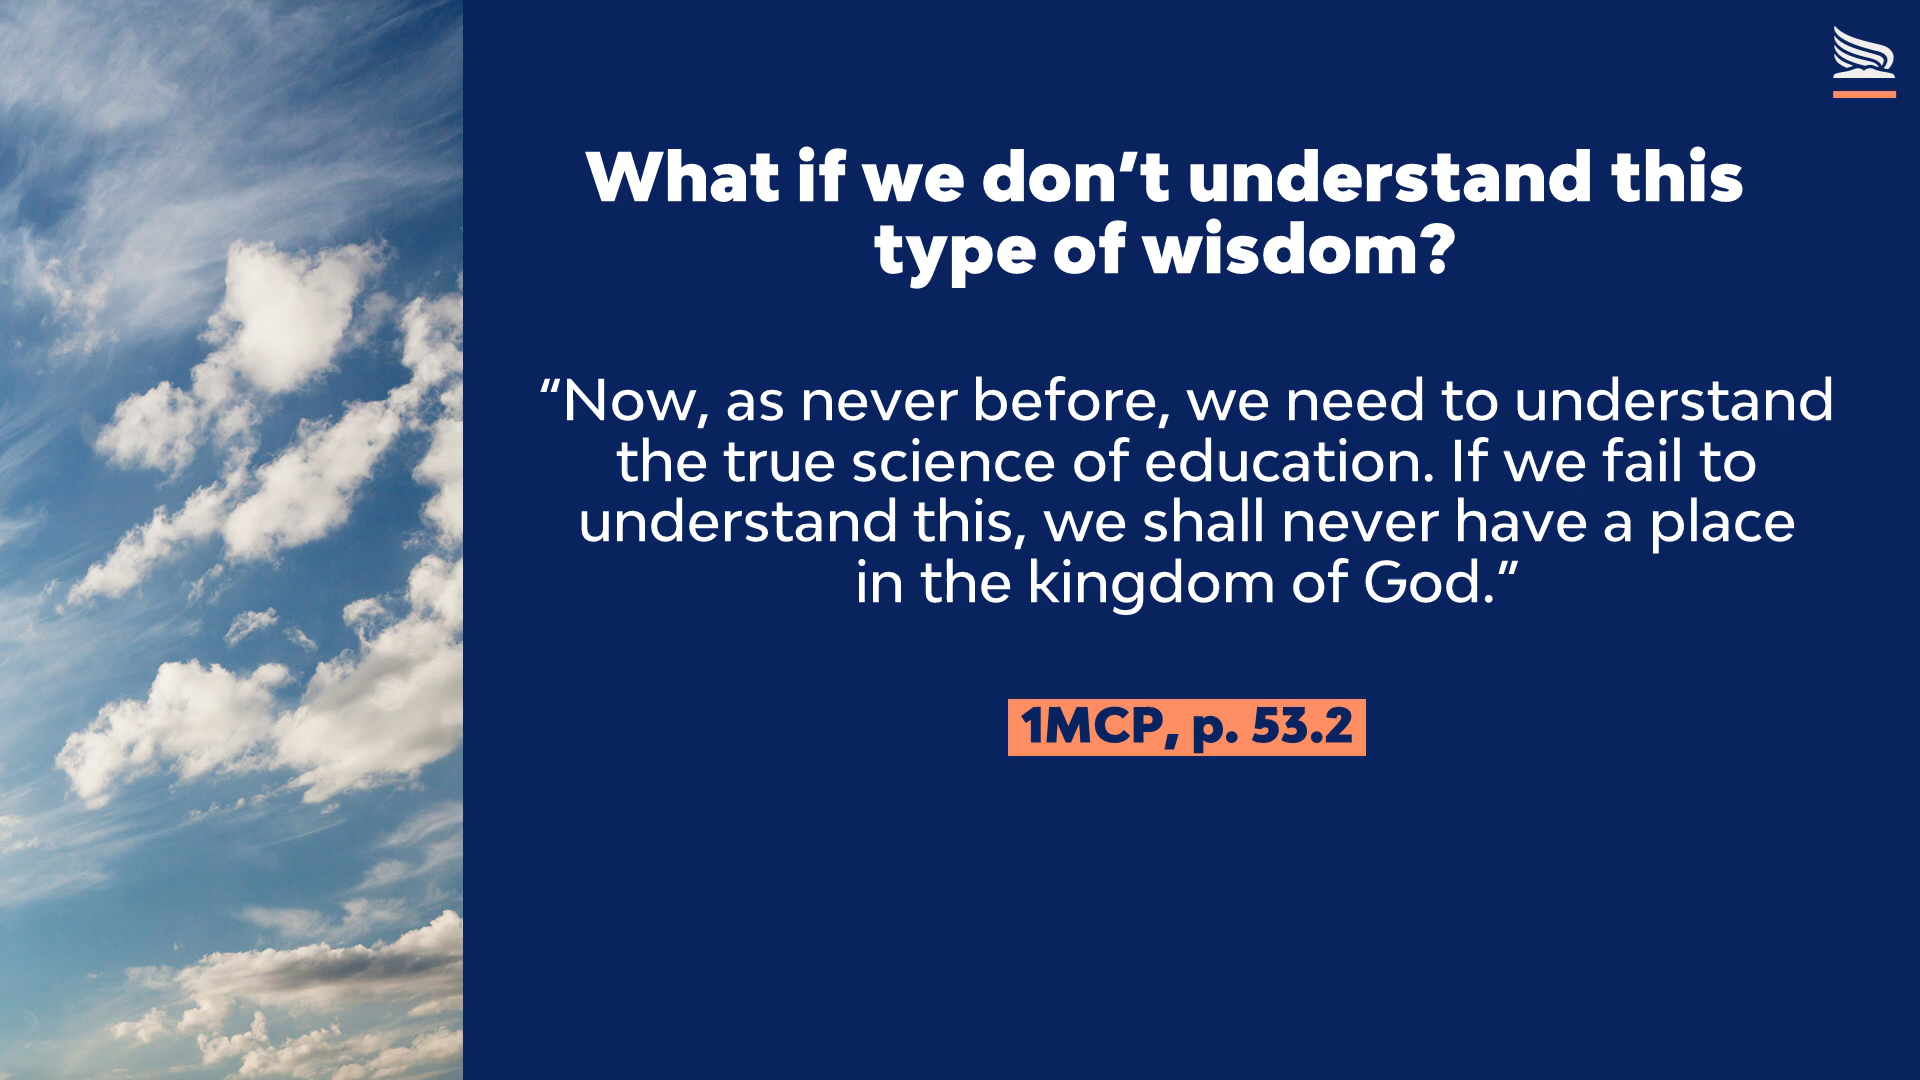 What if we don’t understand this
type of wisdom?
“Now, as never before, we need to understand
the true science of education. If we fail to
understand this, we shall never have a place
in the kingdom of God.”
1MCP, p. 53.2